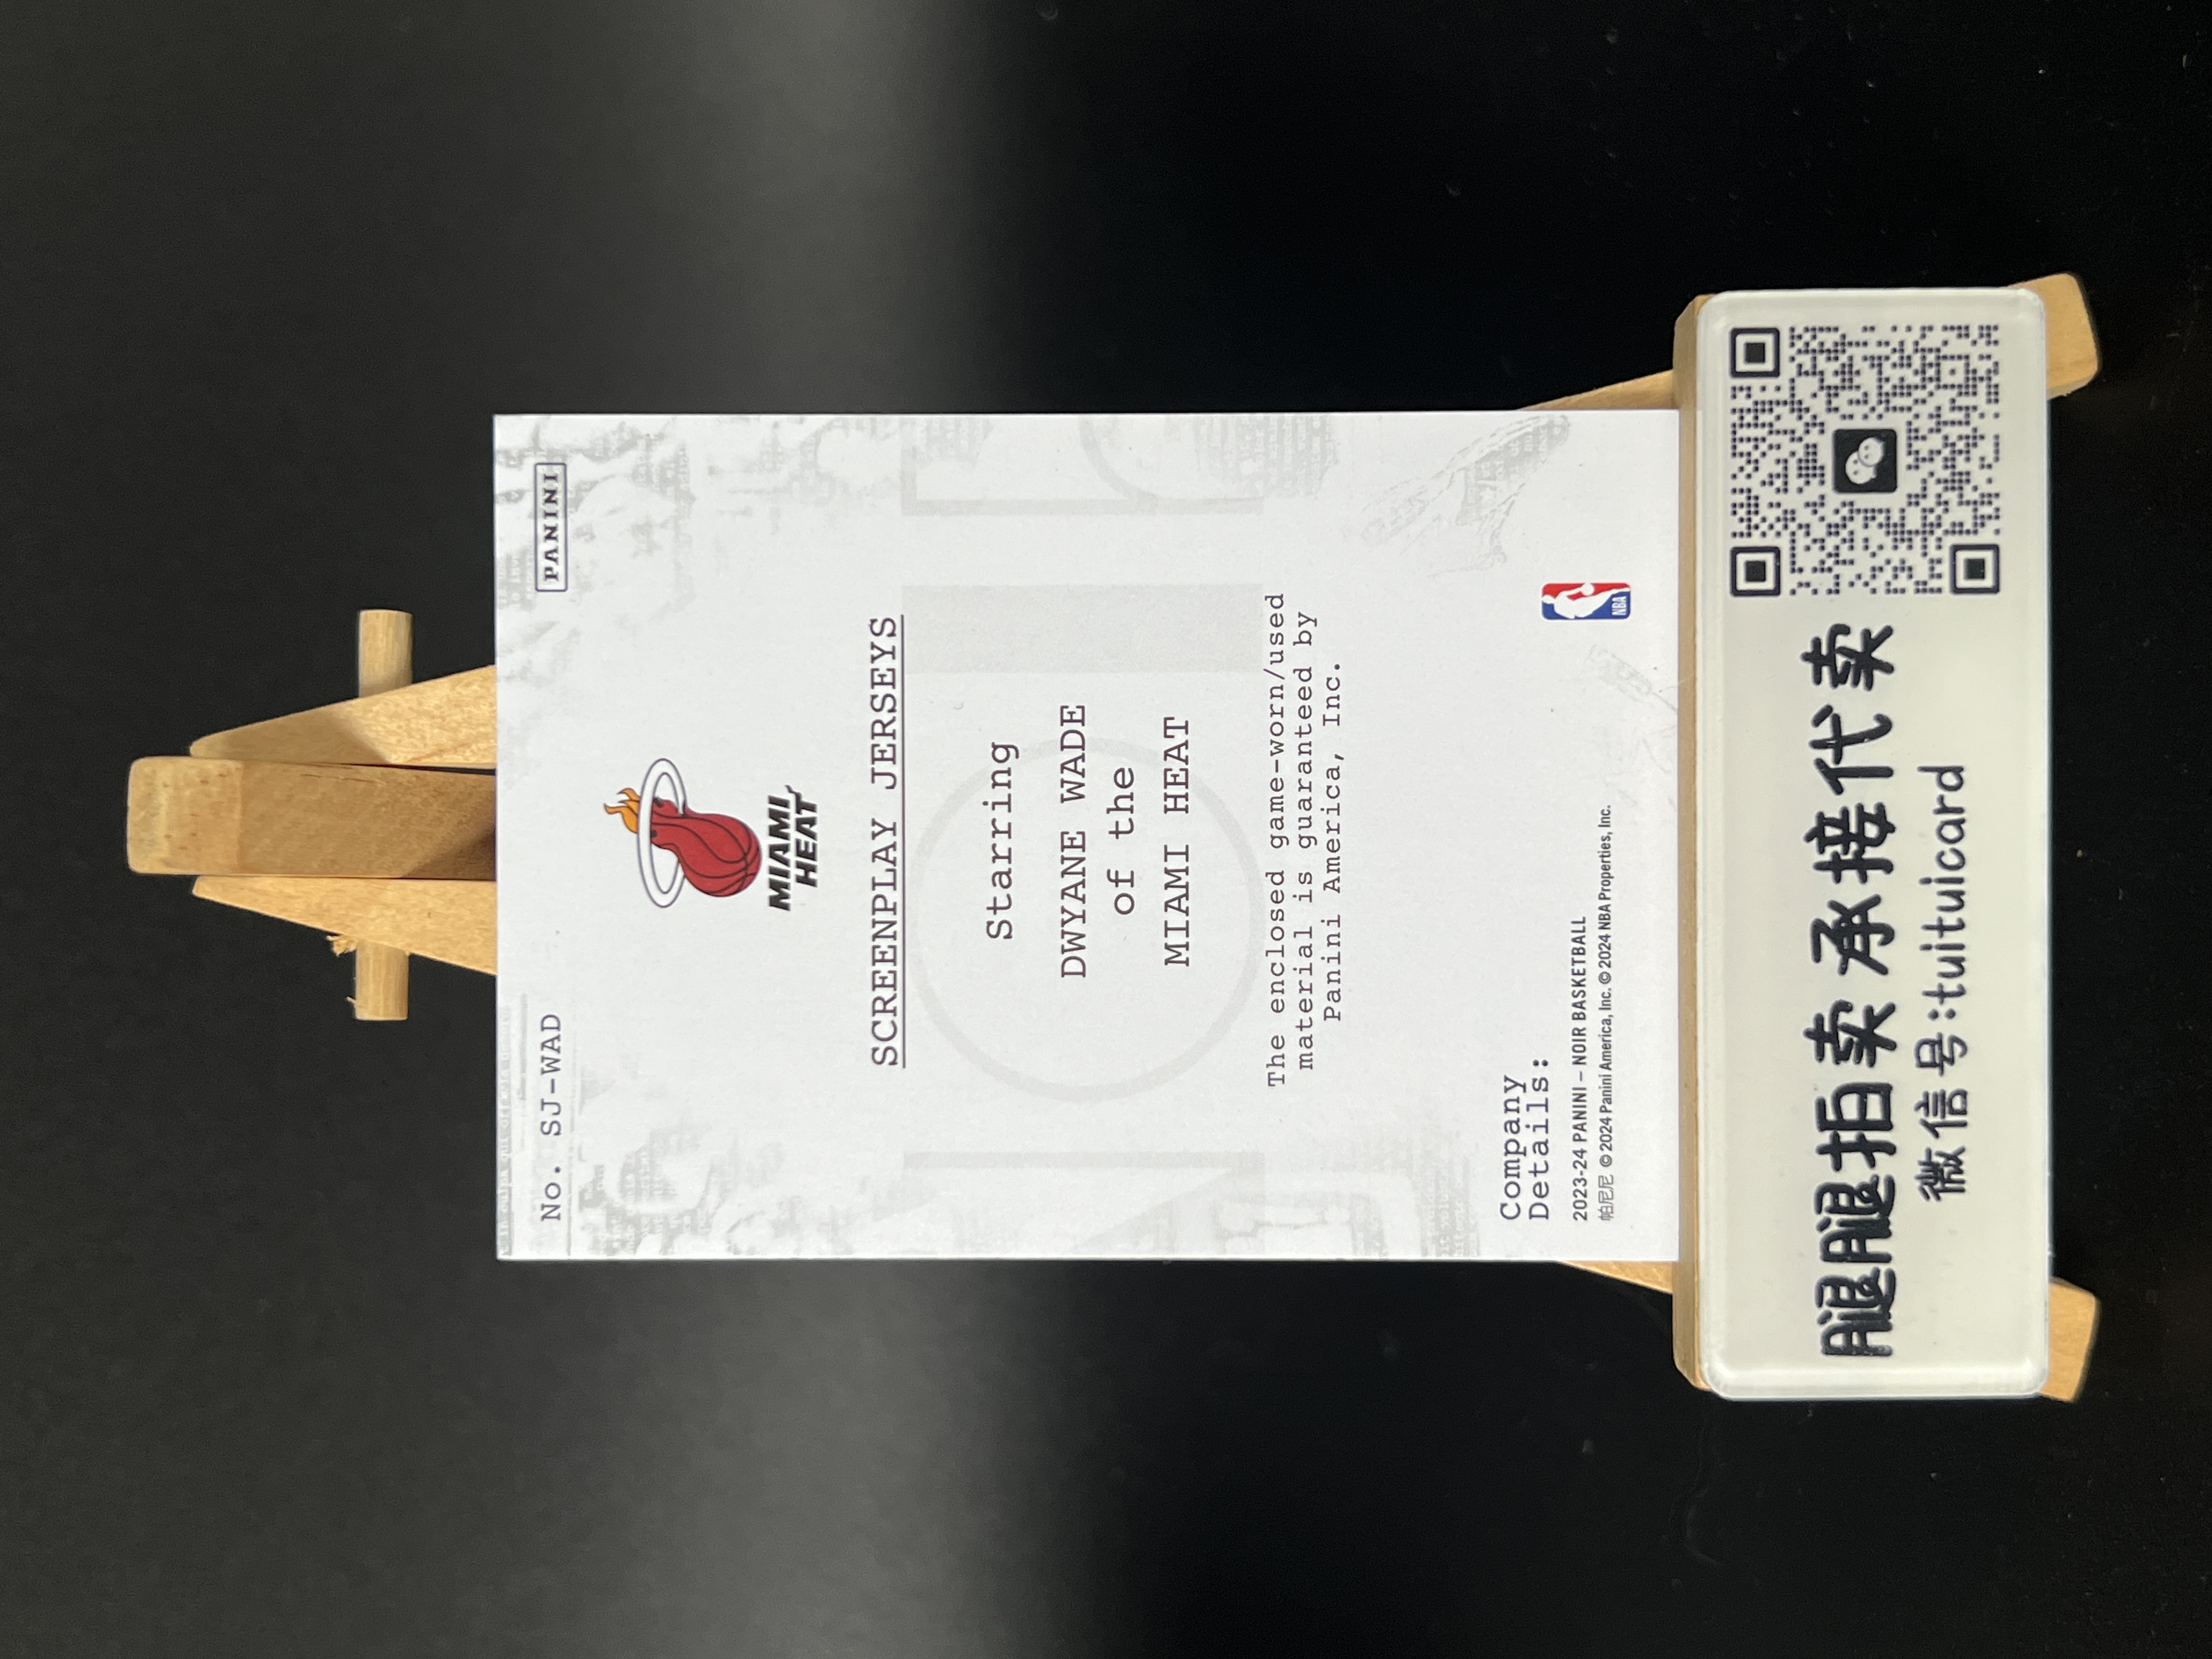 No. SJ-WAD
PANINI
MIAMI
HEAT
SCREENPLAY JERSEYS
Starring
DWYANE WADE
of the
MIAMI HEAT
The enclosed game-worn/used
material is guaranteed by
Panini America, Inc.
Company
Details:
2023-24 PANINI – NOIR BASKETBALL
帕尼尼 © 2024 Panini America, Inc. © 2024 NBA Properties, Inc.
NBA
腿腿拍卖 承接代卖
微信号:tuituicard